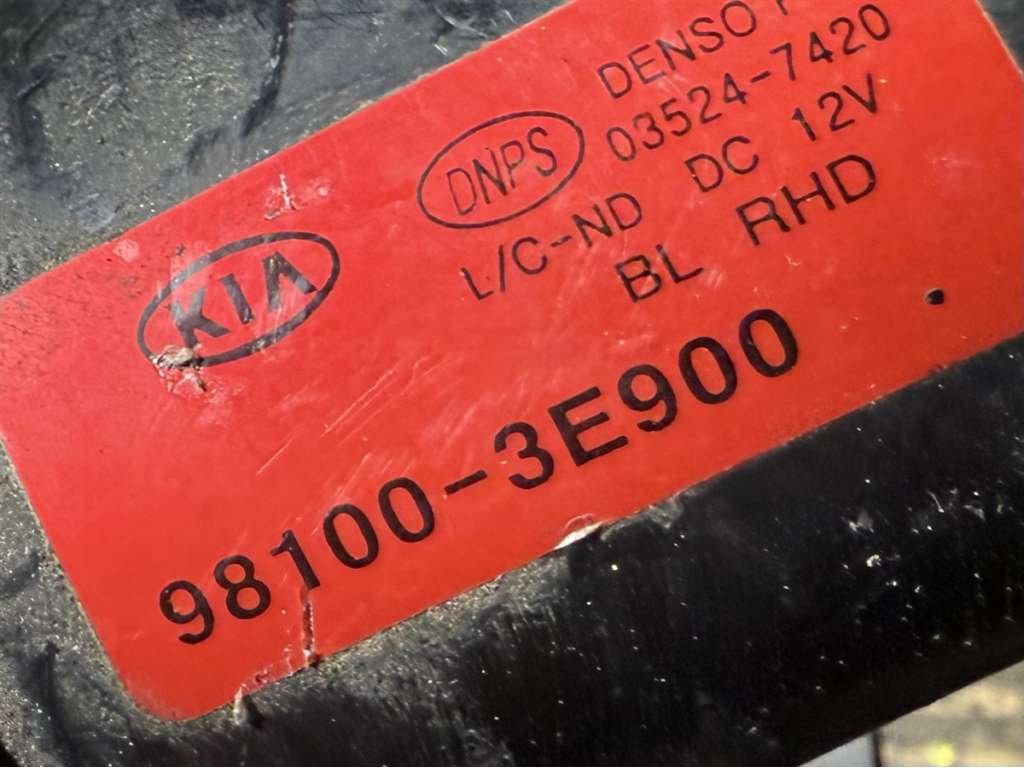 DENSO
03524-7420
DNPS
L/C-ND DC 12V
KIA
BL RHD
98100-3E900